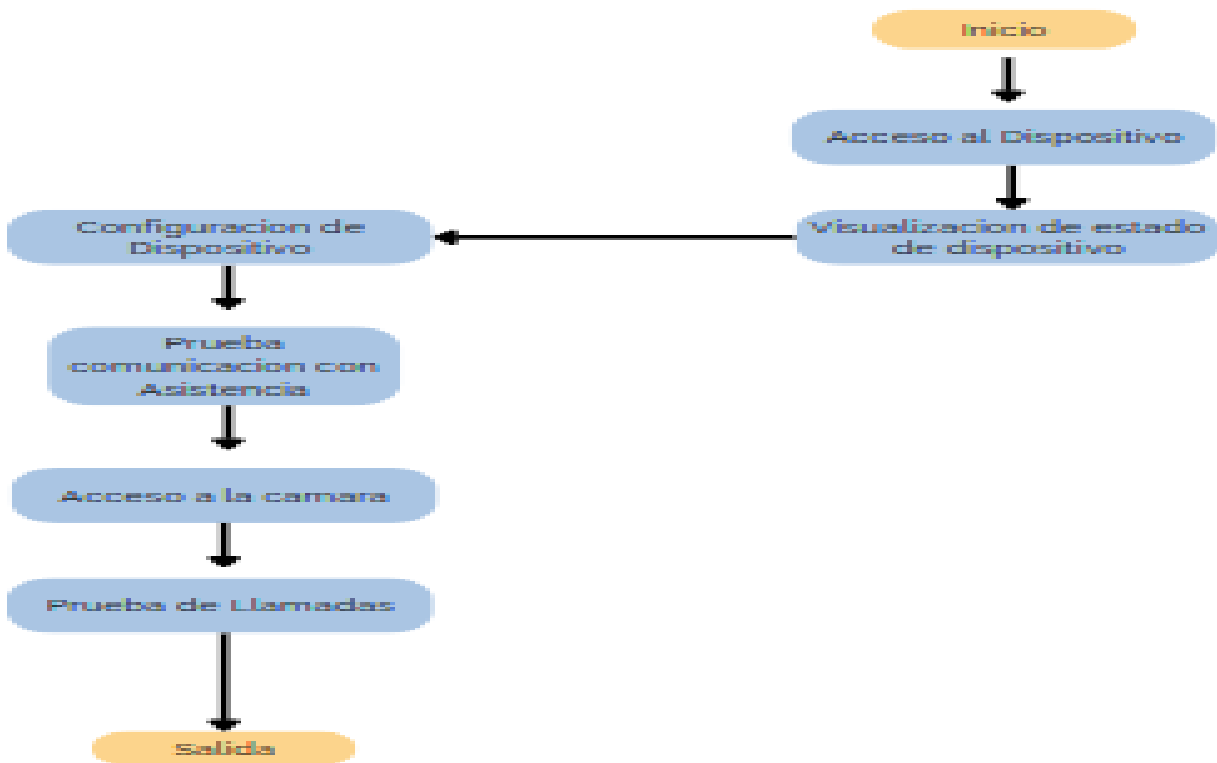 Inicio
Acceso al Dispositivo
Visualizacion de estado
de dispositivo
Configuracion de
Dispositivo
Prueba
comunicacion con
Asistencia
Acceso a la camara
Prueba de Llamadas
Salida